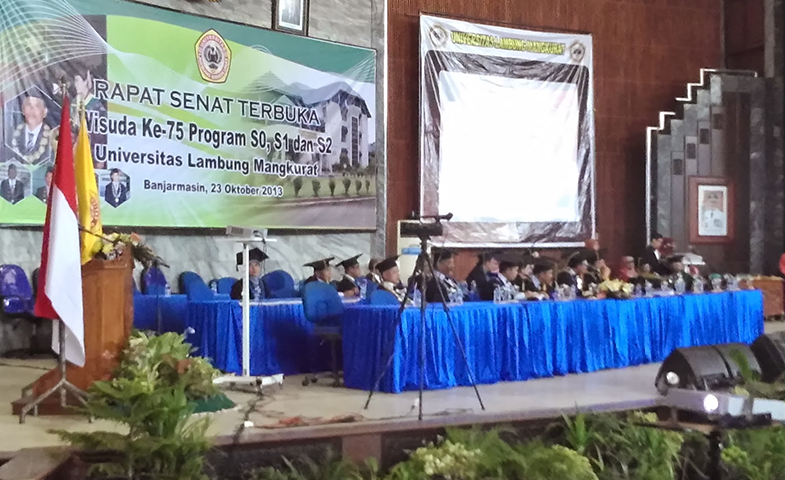 RAPAT SENAT TERBUKA
Wisuda Ke-75 Program S0, S1 dan S2
Universitas Lambung Mangkurat
Banjarmasin, 23 Oktober 2013
UNIVERSITAS LAMBUNG MANGKURAT